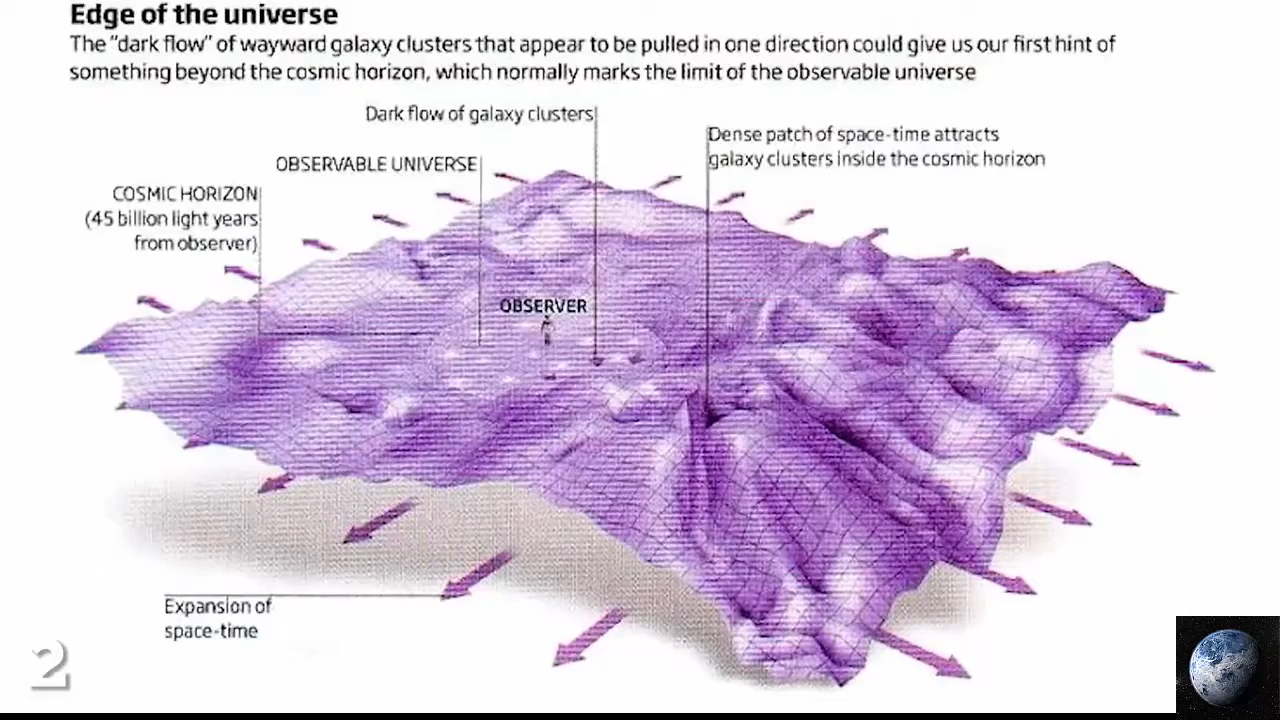 Edge of the universe
The "dark flow" of wayward galaxy clusters that appear to be pulled in one direction could give us our first hint of
something beyond the cosmic horizon, which normally marks the limit of the observable universe
Dark flow of galaxy clusters
Dense patch of space-time attracts
galaxy clusters inside the cosmic horizon
OBSERVABLE UNIVERSE
COSMIC HORIZON
(45 billion light years
from observer)
OBSERVER
Expansion of
space-time
2